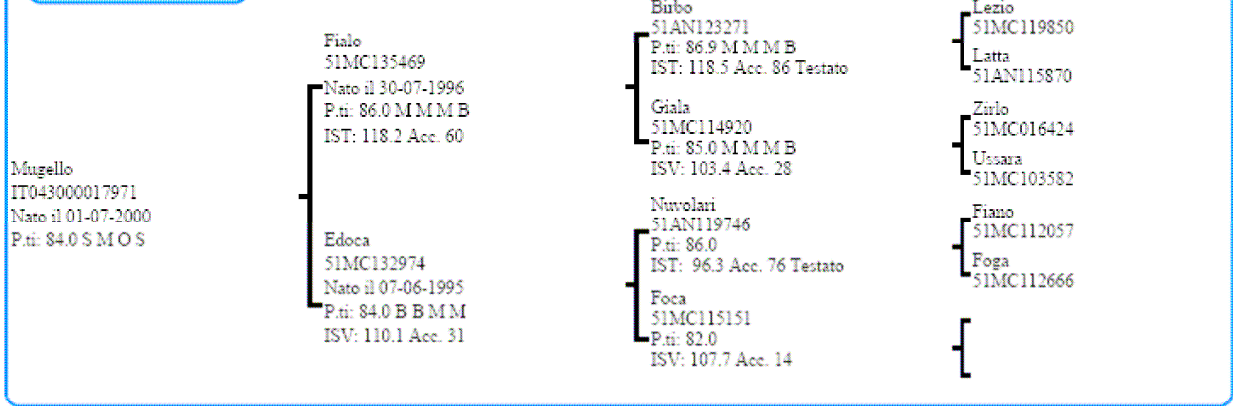 Mugello
IT043000017971
Nato il 01-07-2000
P.ti: 84.0 S M O S
Fialo
51MC135469
Nato il 30-07-1996
P.ti: 86.0 M M M B
IST: 118.2 Acc. 60
Edoca
51MC132974
Nato il 07-06-1995
P.ti: 84.0 B B M M
ISV: 110.1 Acc. 31
Birbo
51AN123271
P.ti: 86.9 M M M B
IST: 118.5 Acc. 86 Testato
Giala
51MC114920
P.ti: 85.0 M M M B
ISV: 103.4 Acc. 28
Nuvolari
51AN119746
P.ti: 86.0
IST: 96.3 Acc. 76 Testato
Foca
51MC115151
P.ti: 82.0
ISV: 107.7 Acc. 14
Lezio
51MC119850
Latta
51AN115870
Zirlo
51MC016424
Ussara
51MC103582
Fiano
51MC112057
Foga
51MC112666